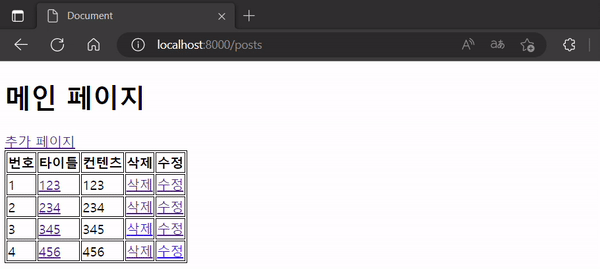 Document
localhost:8000/posts
메인 페이지
추가 페이지
번호 타이틀 컨텐츠 삭제 수정
1 123 123 삭제 수정
2 234 234 삭제 수정
3 345 345 삭제 수정
4 456 456 삭제 수정